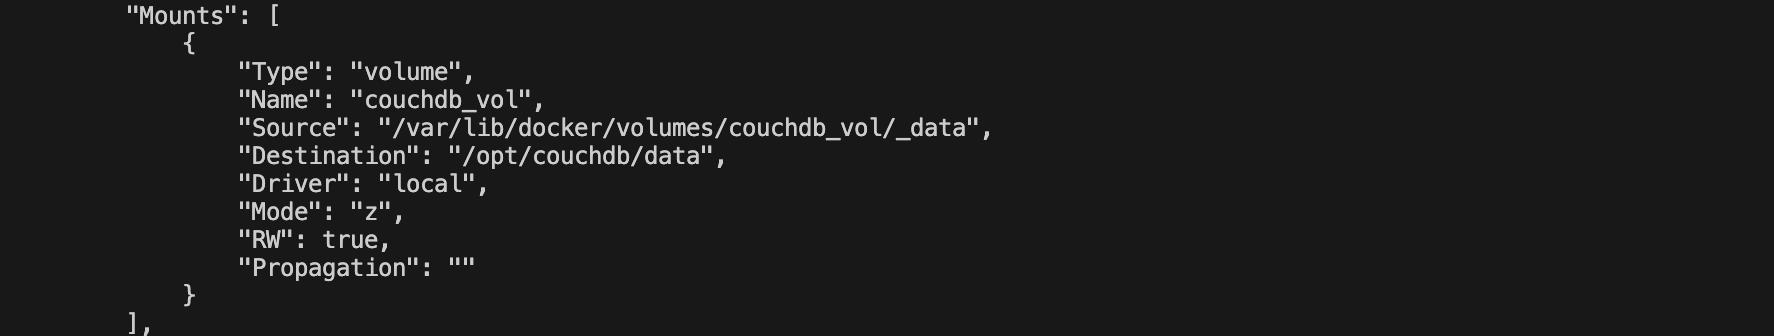 "Mounts": [
{
"Type": "volume",
"Name": "couchdb_vol",
"Source": "/var/lib/docker/volumes/couchdb_vol/_data",
"Destination": "/opt/couchdb/data",
"Driver": "local",
"Mode": "z",
"RW": true,
"Propagation": ""
}
],